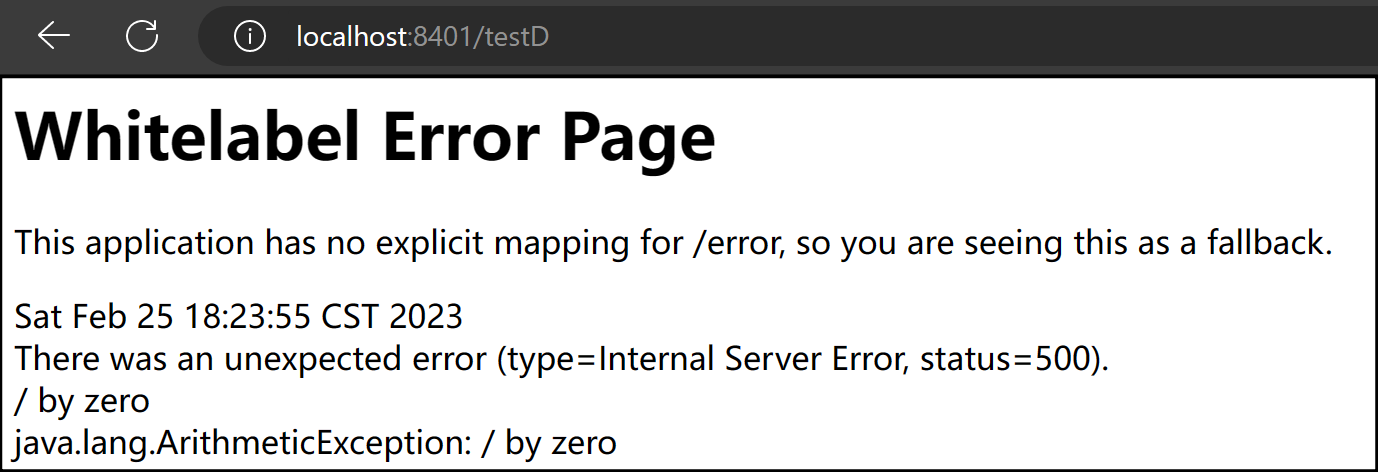 localhost:8401/testD
Whitelabel Error Page
This application has no explicit mapping for /error, so you are seeing this as a fallback.
Sat Feb 25 18:23:55 CST 2023
There was an unexpected error (type=Internal Server Error, status=500).
/ by zero
java.lang.ArithmeticException: / by zero